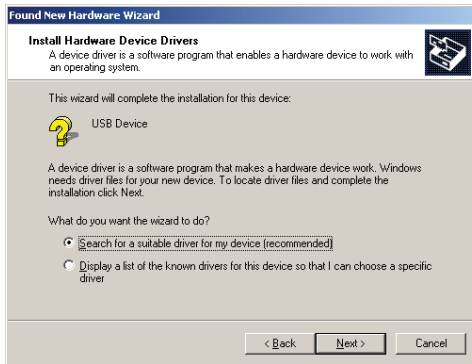 Found New Hardware Wizard
Install Hardware Device Drivers
A device driver is a software program that enables a hardware device to work with
an operating system.
This wizard will complete the installation for this device:
USB Device
A device driver is a software program that makes a hardware device work. Windows
needs driver files for your new device. To locate driver files and complete the
installation click Next.
What do you want the wizard to do?
Search for a suitable driver for my device (recommended)
Display a list of the known drivers for this device so that I can choose a specific
driver
< Back
Next >
Cancel